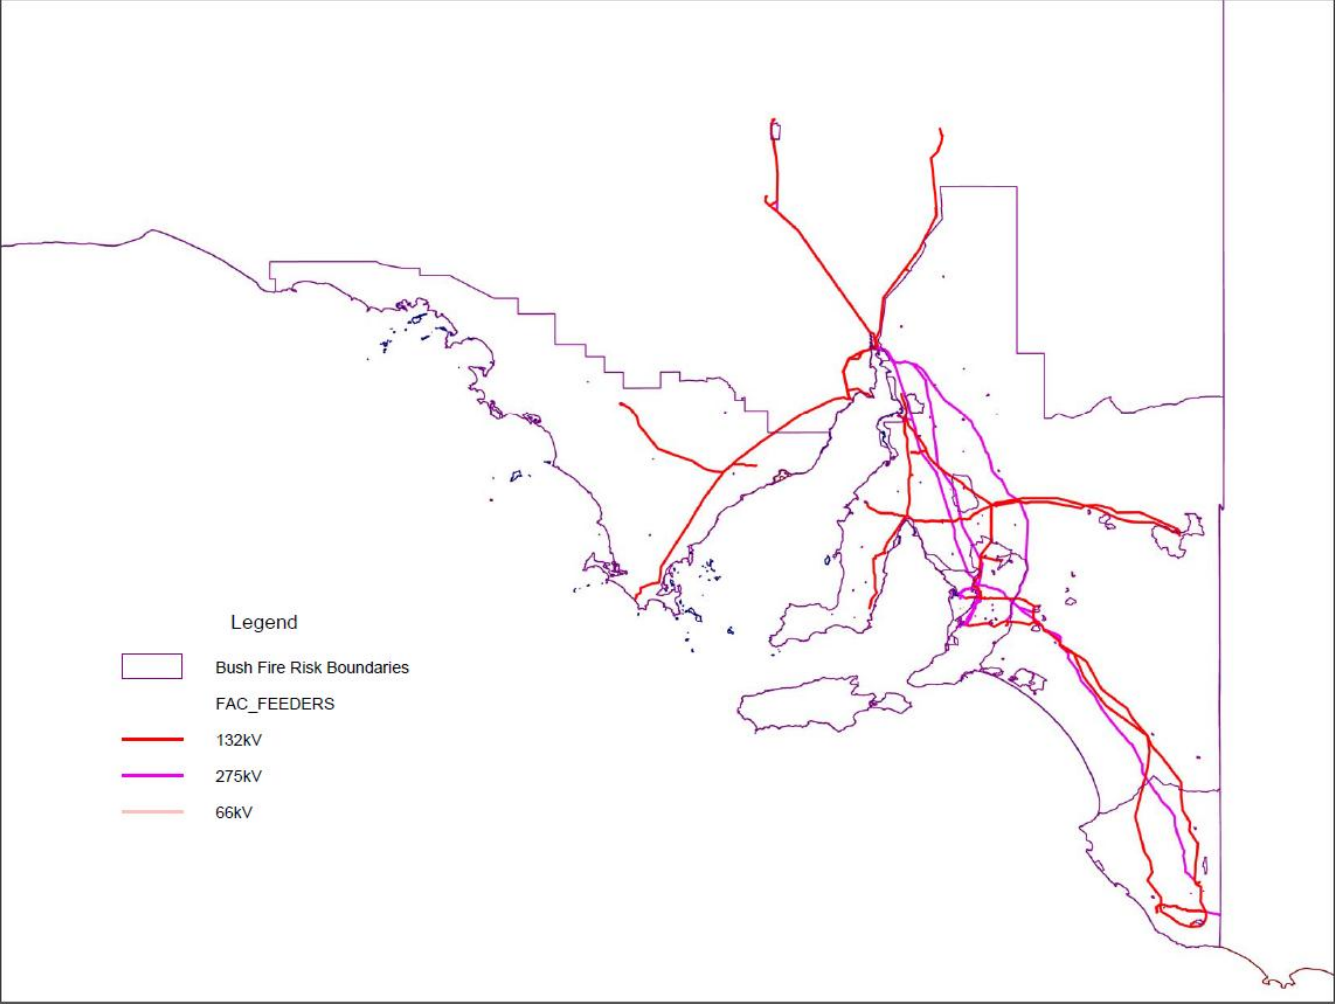 Legend
Bush Fire Risk Boundaries
FAC_FEEDERS
132kV
275kV
66kV